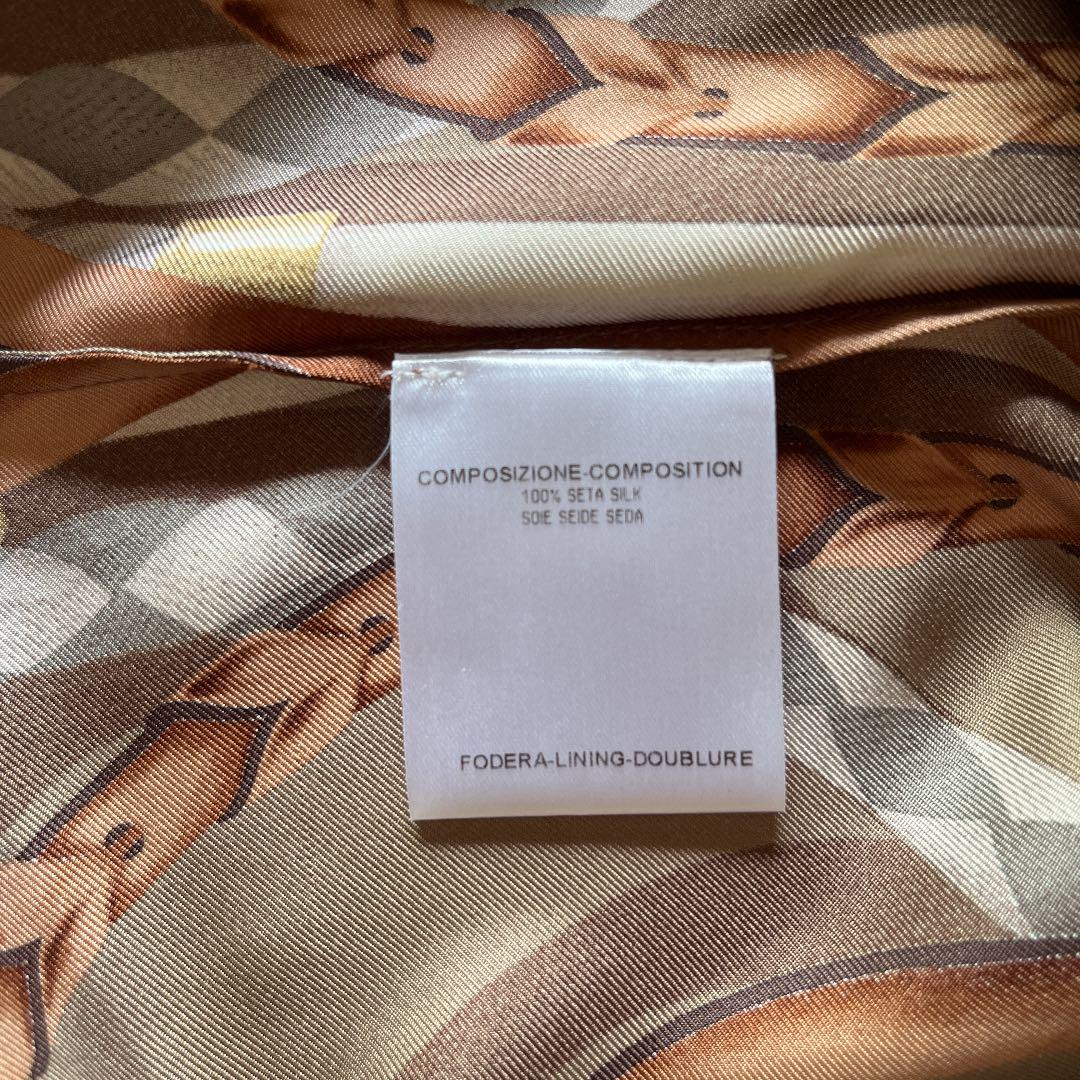 COMPOSIZIONE-COMPOSITION
100% SETA SILK
SOIE SEIDE SEDA
FODERA-LINING-DOUBLURE